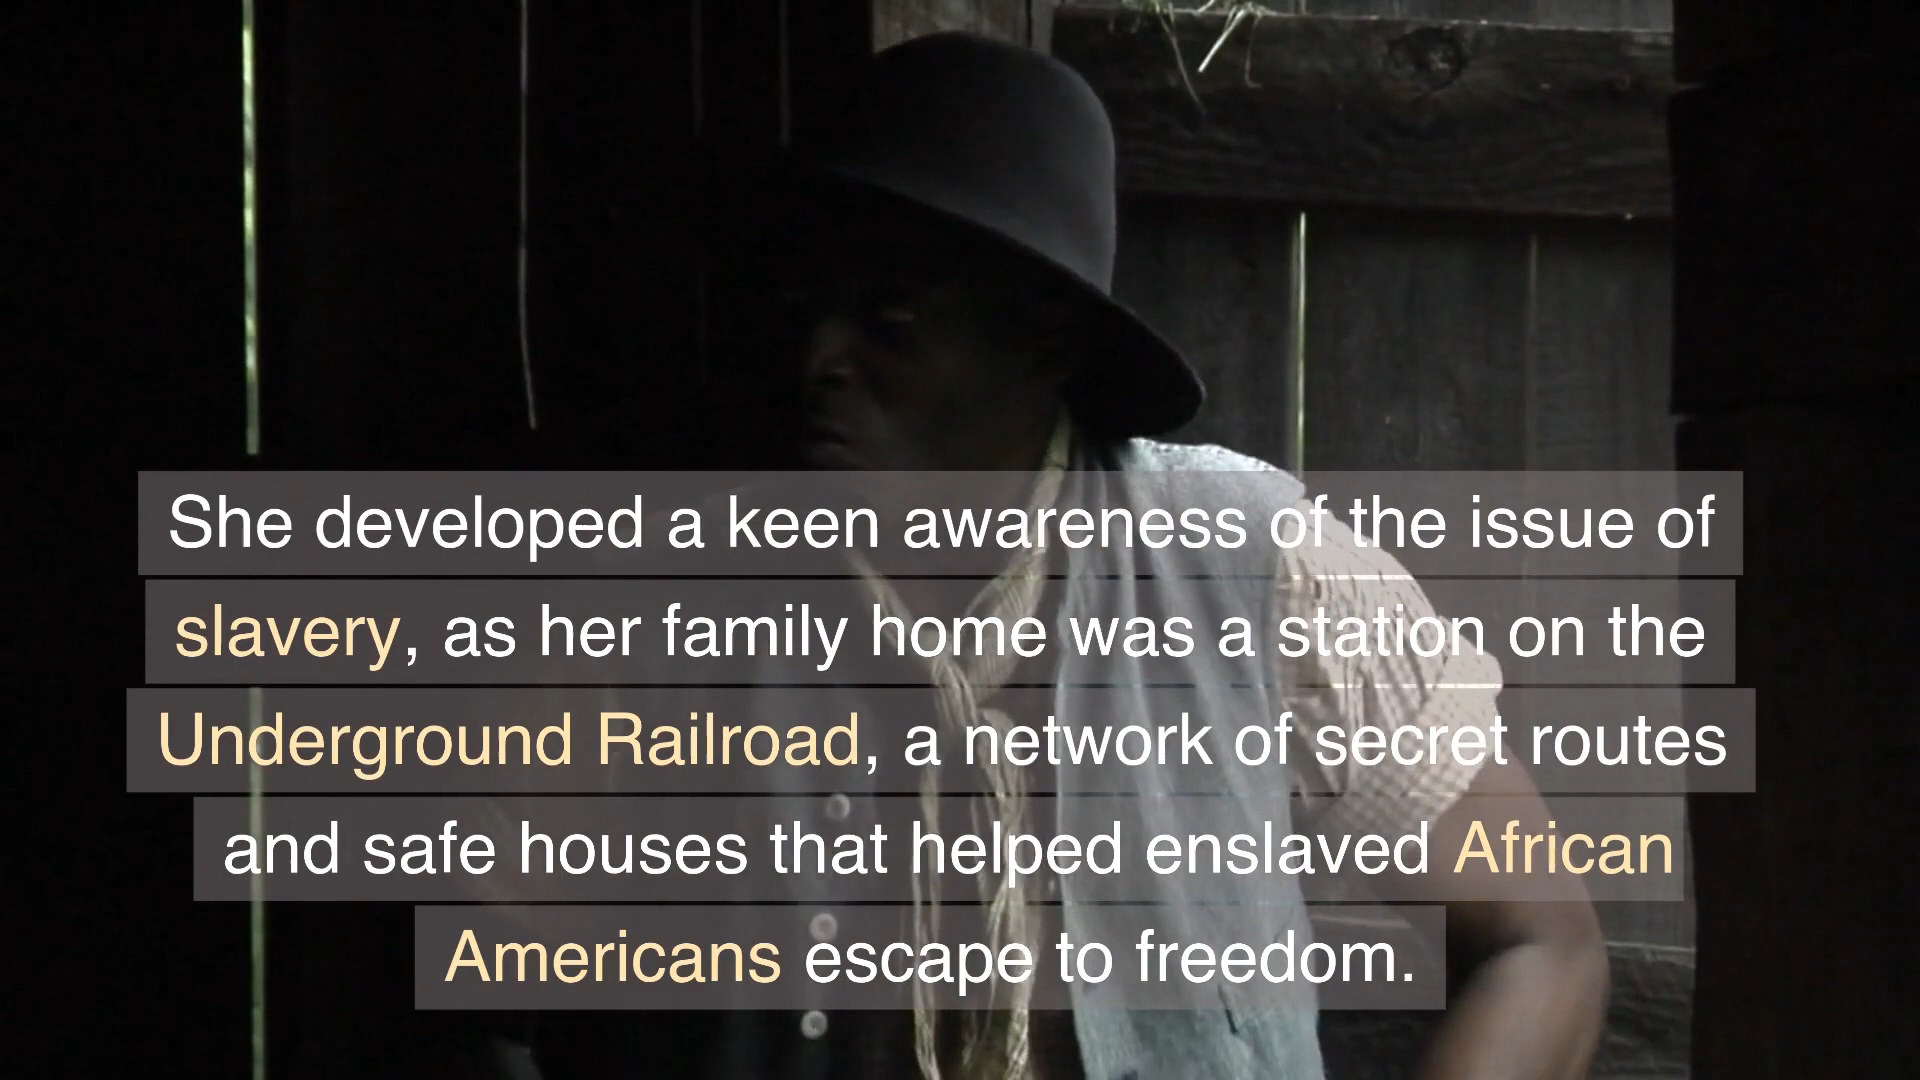 She developed a keen awareness of the issue of
slavery, as her family home was a station on the
Underground Railroad, a network of secret routes
and safe houses that helped enslaved African
Americans escape to freedom.